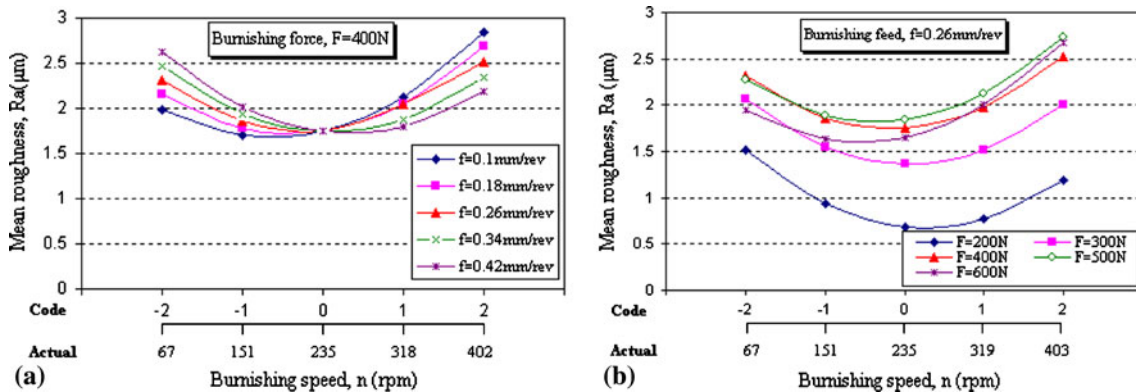 3
2.5
2
1.5
1
0.5
0
Mean roughness, Ra(μm)
Burnishing force, F=400N
f=0.1mm/rev
f=0.18mm/rev
f=0.26mm/rev
f=0.34mm/rev
f=0.42mm/rev
Code -2 -1 0 1 2
Actual 67 151 235 318 402
(a) Burnishing speed, n (rpm)
3
2.5
2
1.5
1
0.5
0
Mean roughness, Ra (μm)
Burnishing feed, f=0.26mm/rev
F=200N F=300N
F=400N F=500N
F=600N
Code -2 -1 0 1 2
Actual 67 151 235 319 403
(b) Burnishing speed, n (rpm)